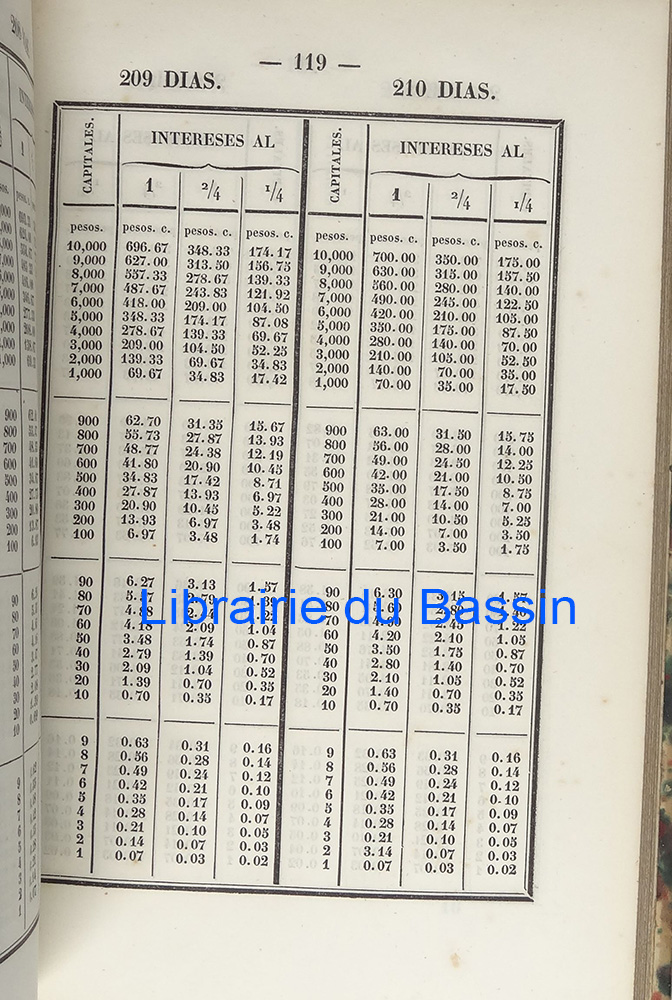 — 119 —
209 DIAS. 210 DIAS.
CAPITALES. INTERESES AL CAPITALES. INTERESES AL
1 2/4 1/4 1 2/4 1/4
pesos. pesos. c. pesos. c. pesos. c. pesos. pesos. c. pesos. c. pesos. c.
10,000 696.67 348.33 174.17 10,000 700.00 350.00 175.00
9,000 627.00 313.50 156.75 9,000 630.00 315.00 157.50
8,000 557.33 278.67 139.33 8,000 560.00 280.00 140.00
7,000 487.67 243.83 121.92 7,000 490.00 245.00 122.50
6,000 418.00 209.00 104.50 6,000 420.00 210.00 105.00
5,000 348.33 174.17 87.08 5,000 350.00 175.00 87.50
4,000 278.67 139.33 69.67 4,000 280.00 140.00 70.00
3,000 209.00 104.50 52.25 3,000 210.00 105.00 52.50
2,000 139.33 69.67 34.83 2,000 140.00 70.00 35.00
1,000 69.67 34.83 17.42 1,000 70.00 35.00 17.50
900 62.70 31.35 15.67 900 63.00 31.50 15.75
800 55.73 27.87 13.93 800 56.00 28.00 14.00
700 48.77 24.38 12.19 700 49.00 24.50 12.25
600 41.80 20.90 10.45 600 42.00 21.00 10.50
500 34.83 17.42 8.71 500 35.00 17.50 8.75
400 27.87 13.93 6.97 400 28.00 14.00 7.00
300 20.90 10.45 5.22 300 21.00 10.50 5.25
200 13.93 6.97 3.48 200 14.00 7.00 3.50
100 6.97 3.48 1.74 100 7.00 3.50 1.75
90 6.27 3.13 1.57 90 6.30 3.15 1.57
80 80
Librairie du Bassin
70 70 1.22
60 4.18 2.09 1.04 60 4.20 2.10 1.05
50 3.48 1.74 0.87 50 3.50 1.75 0.87
40 2.79 1.39 0.70 40 2.80 1.40 0.70
30 2.09 1.04 0.52 30 2.10 1.05 0.52
20 1.39 0.70 0.35 20 1.40 0.70 0.35
10 0.70 0.35 0.17 10 0.70 0.35 0.17
9 0.63 0.31 0.16 9 0.63 0.31 0.16
8 0.56 0.28 0.14 8 0.56 0.28 0.14
7 0.49 0.24 0.12 7 0.49 0.24 0.12
6 0.42 0.21 0.10 6 0.42 0.21 0.10
5 0.35 0.17 0.09 5 0.35 0.17 0.09
4 0.28 0.14 0.07 4 0.28 0.14 0.07
3 0.21 0.10 0.05 3 0.21 0.10 0.05
2 0.14 0.07 0.03 2 3.14 0.07 0.03
1 0.07 0.03 0.02 1 0.07 0.03 0.02